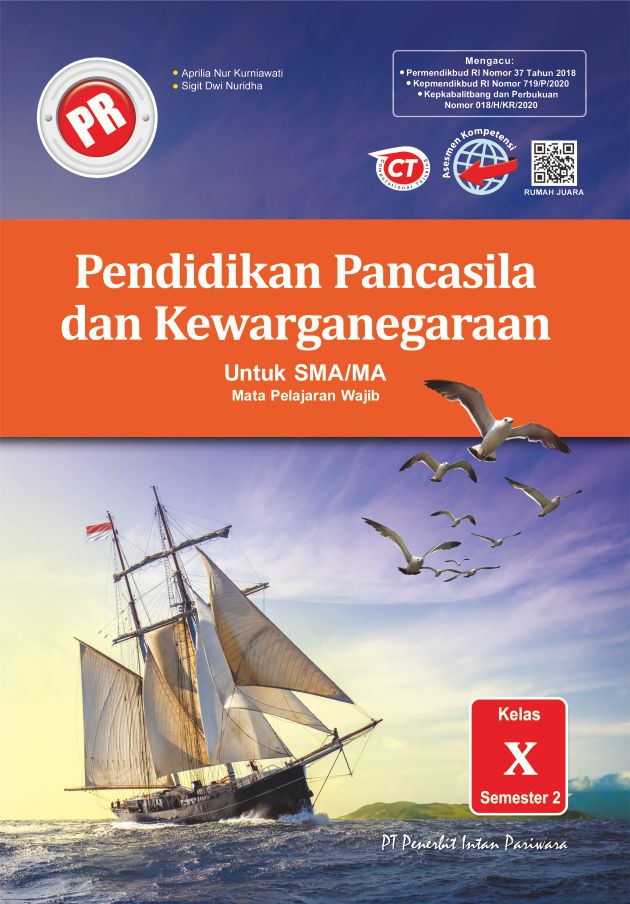 PR
• Aprilia Nur Kurniawati
• Sigit Dwi Nuridha
Mengacu:
• Permendikbud RI Nomor 37 Tahun 2018
• Kepmendikbud RI Nomor 719/P/2020
• Kepkabalitbang dan Perbukuan
Nomor 018/H/KR/2020
CT
Computational Thinking
Asesmen Kompetensi
RUMAH JUARA
Pendidikan Pancasila
dan Kewarganegaraan
Untuk SMA/MA
Mata Pelajaran Wajib
Kelas
X
Semester 2
PT Penerbit Intan Pariwara